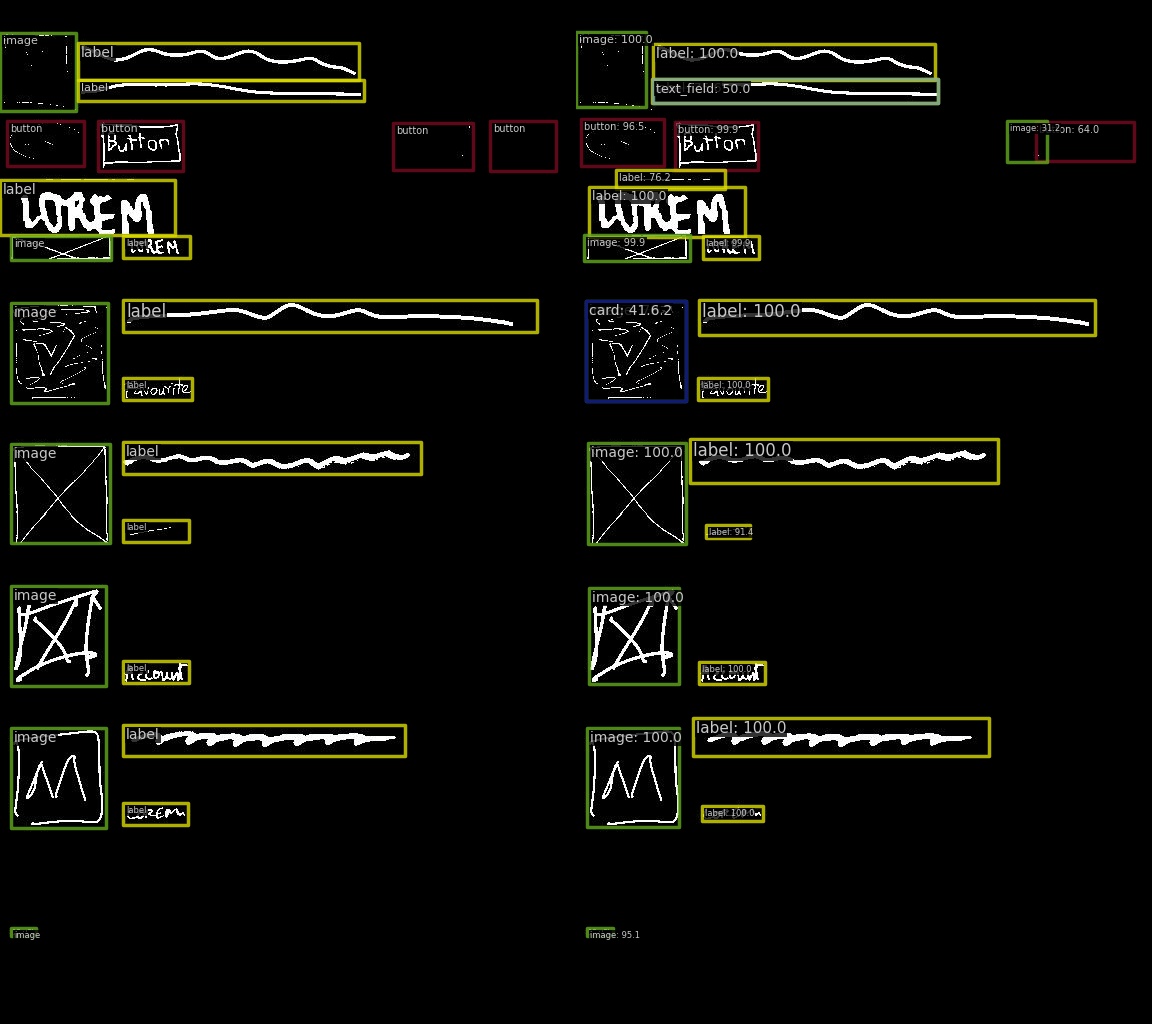 image label image: 100.0 label: 100.0
label text_field: 50.0
button button button button button: 96.5 button: 99.9 image: 31.2 on: 64.0
Button Button
label: 76.2
label label: 100.0
LOREM LOREM
image label image: 99.9 label: 99.9
LOREM
image label card: 41.6.2 label: 100.0
label label: 100.0
Favourite Favourite
image label image: 100.0 label: 100.0
label label: 91.4
image image: 100.0
label label: 100.0
Account Account
image label image: 100.0 label: 100.0
M M
label label: 100.0
LOREM
image image: 95.1